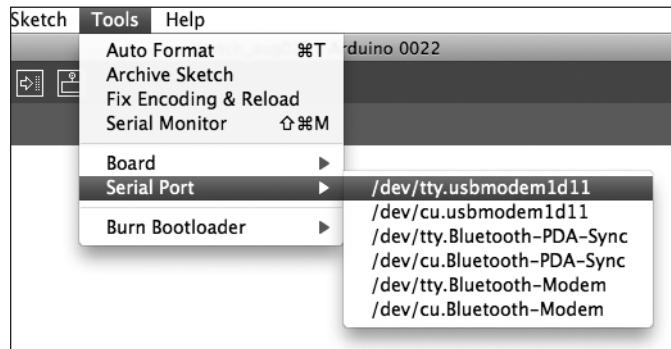 Sketch Tools Help
Auto Format ⌘T
rduino 0022
Archive Sketch
Fix Encoding & Reload
Serial Monitor ⇧⌘M
Board
Serial Port
Burn Bootloader
/dev/tty.usbmodem1d11
/dev/cu.usbmodem1d11
/dev/tty.Bluetooth-PDA-Sync
/dev/cu.Bluetooth-PDA-Sync
/dev/tty.Bluetooth-Modem
/dev/cu.Bluetooth-Modem